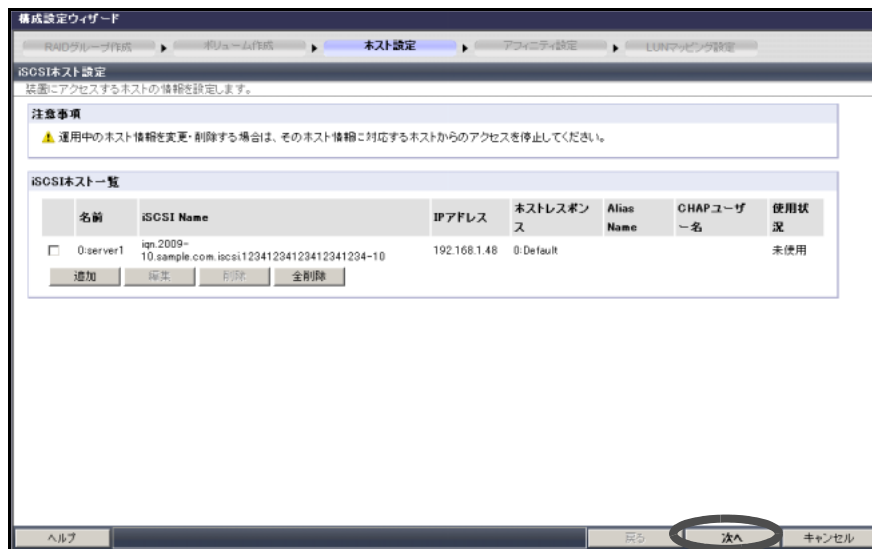 構成設定ウィザード
RAIDグループ作成 ボリューム作成 ホスト設定 アフィニティ設定 LUNマッピング設定
iSCSIホスト設定
装置にアクセスするホストの情報を設定します。
注意事項
運用中のホスト情報を変更・削除する場合は、そのホスト情報に対応するホストからのアクセスを停止してください。
iSCSIホスト一覧
名前 iSCSI Name IPアドレス ホストレスポンス Alias Name CHAPユーザー名 使用状況
0:server1 iqn.2009-10.sample.com.iscsi.12341234123412341234-10 192.168.1.48 0:Default 未使用
追加 編集 削除 全削除
ヘルプ 戻る 次へ キャンセル